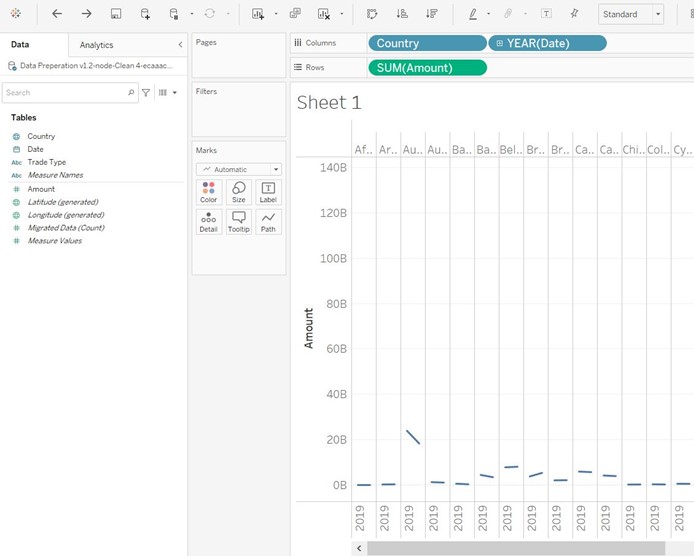 Standard
Data
Analytics
Data Preperation v1.2-node-Clean 4-ecaaac...
Search
Tables
Country
Date
Abc Trade Type
Abc Measure Names
Amount
Latitude (generated)
Longitude (generated)
Migrated Data (Count)
Measure Values
Pages
Filters
Marks
Automatic
Color Size Label
Detail Tooltip Path
Columns Country YEAR(Date)
Rows SUM(Amount)
Sheet 1
Af.. Ar.. Au.. Au.. Ba.. Ba.. Bel.. Br.. Br.. Ca.. Ca.. Chi.. Col.. Cy..
140B
120B
100B
80B
60B
40B
20B
0B
Amount
2019 2019 2019 2019 2019 2019 2019 2019 2019 2019 2019 2019 2019 2019